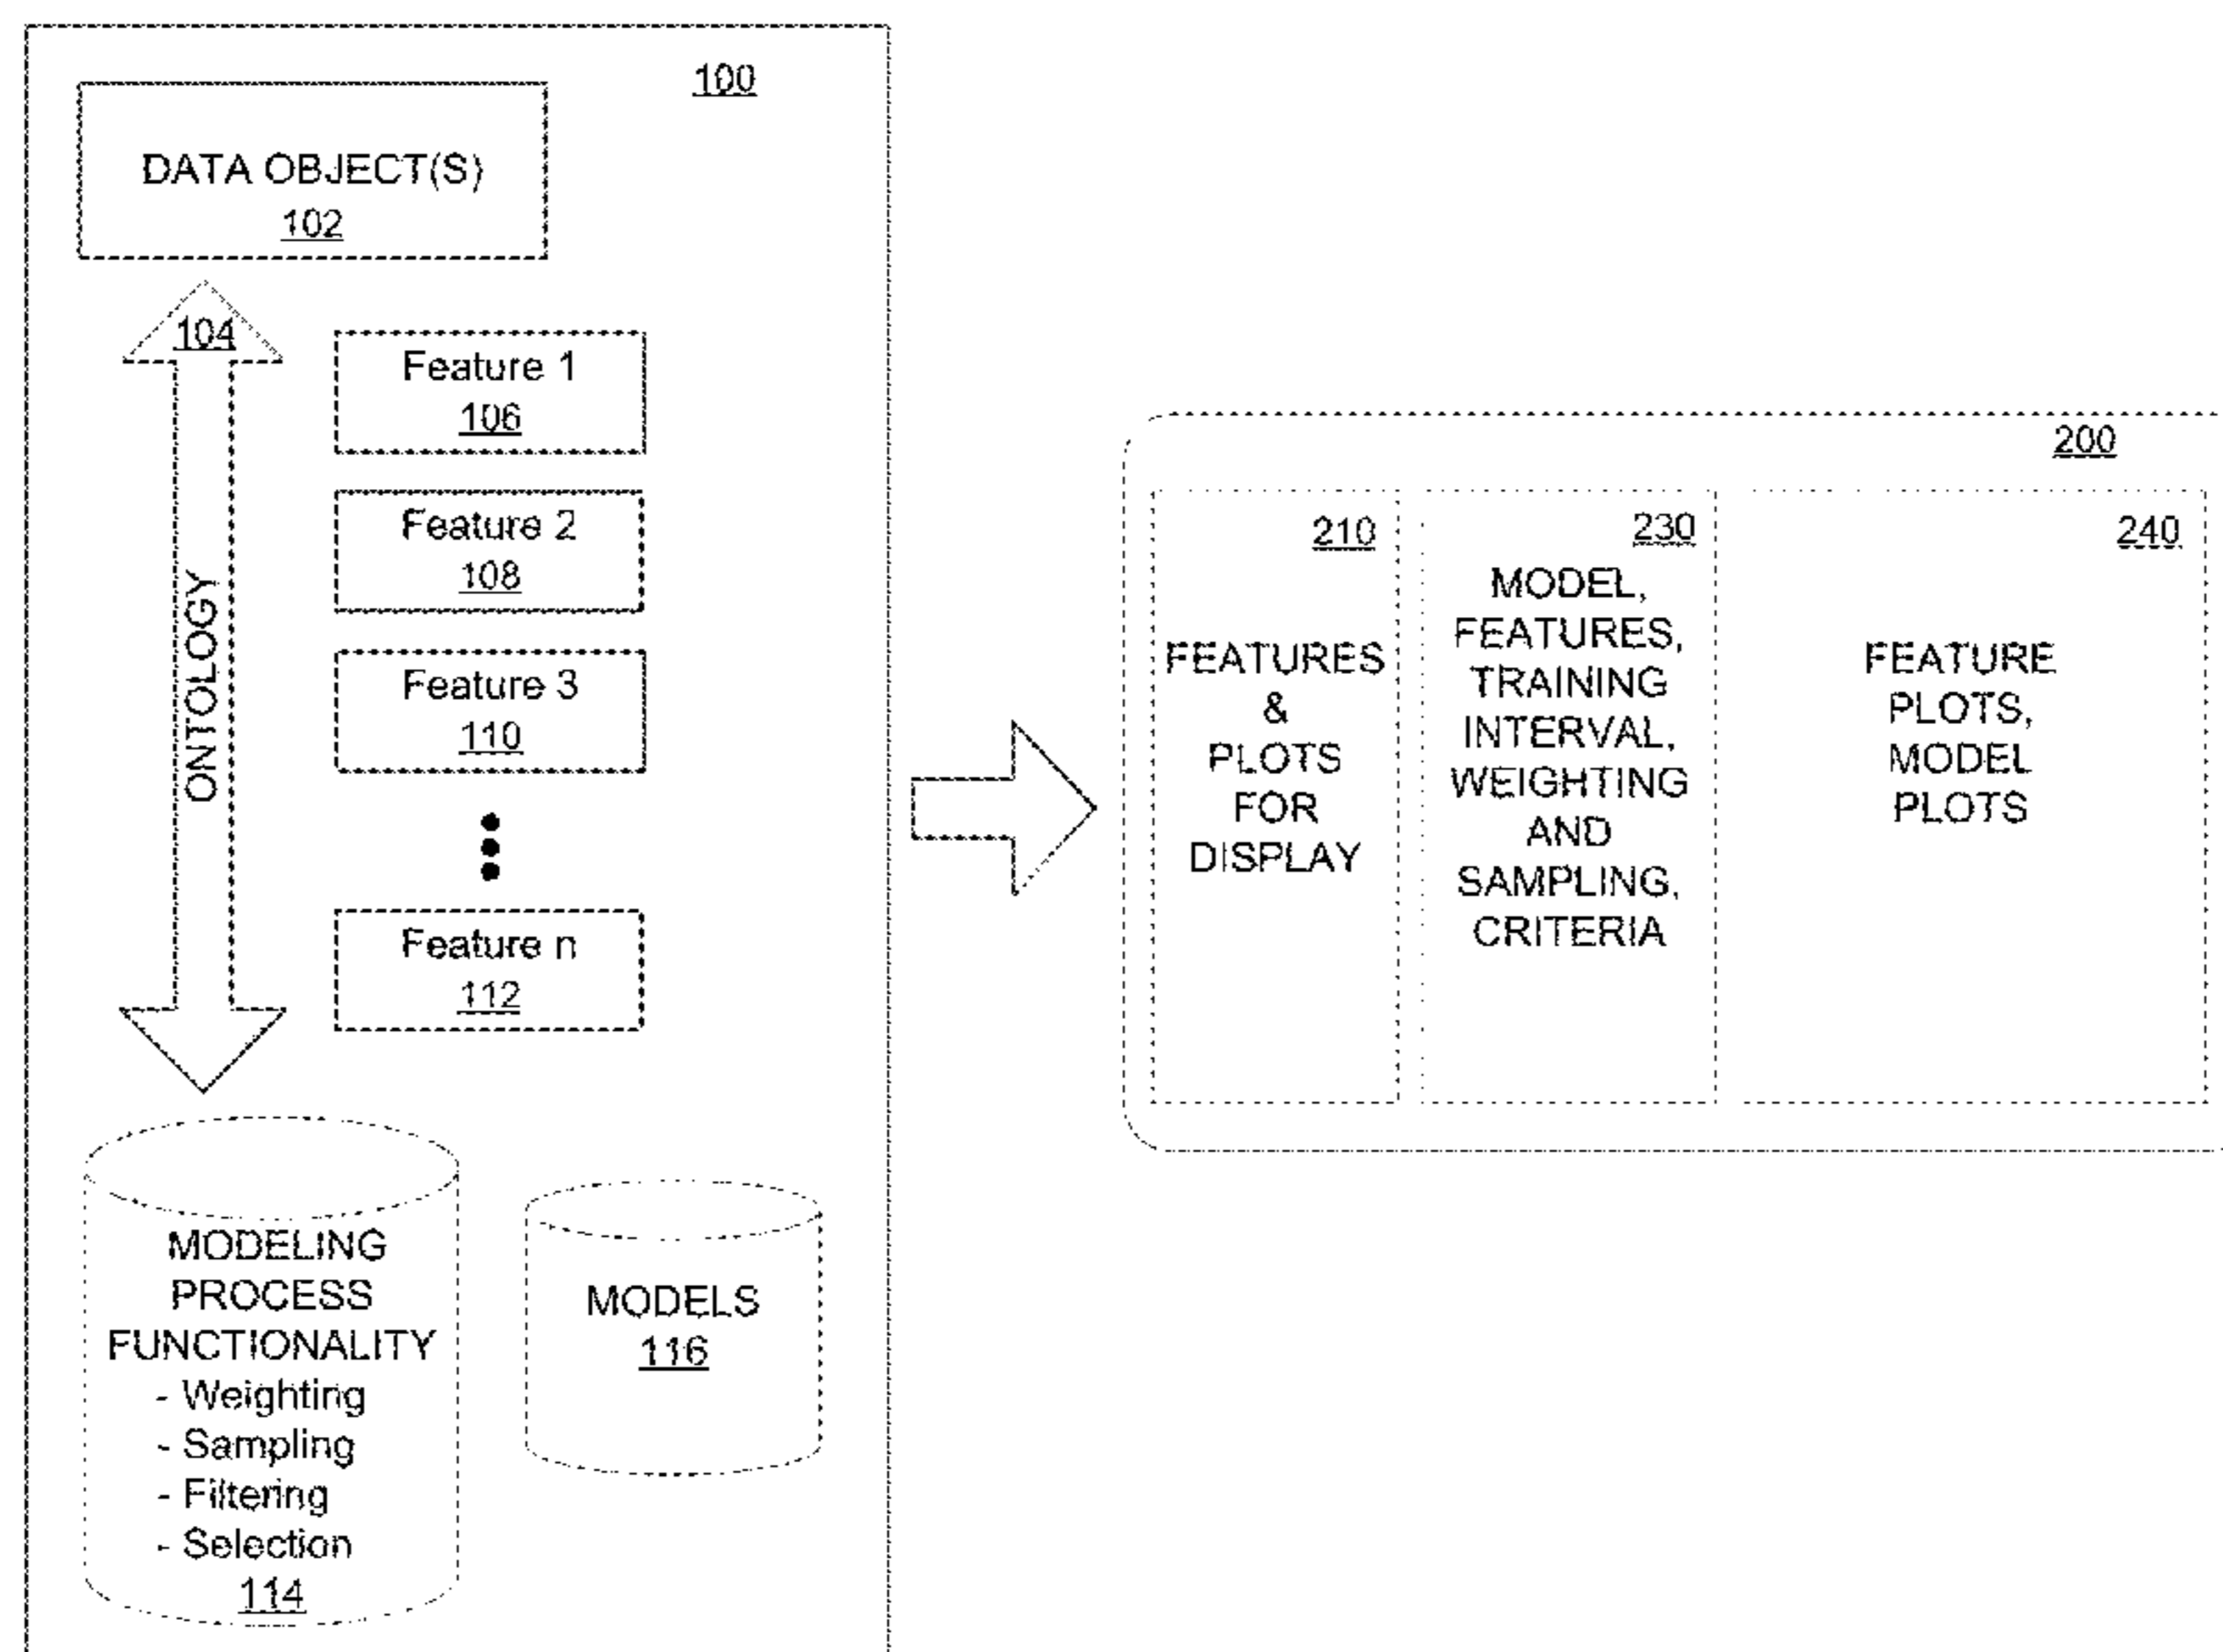 100
DATA OBJECT(S)
102
104
ONTOLOGY
Feature 1
106
Feature 2
108
Feature 3
110
Feature n
112
MODELING
PROCESS
FUNCTIONALITY
- Weighting
- Sampling
- Filtering
- Selection
114
MODELS
116
200
210
FEATURES
&
PLOTS
FOR
DISPLAY
230
MODEL,
FEATURES,
TRAINING
INTERVAL,
WEIGHTING
AND
SAMPLING,
CRITERIA
240
FEATURE
PLOTS,
MODEL
PLOTS